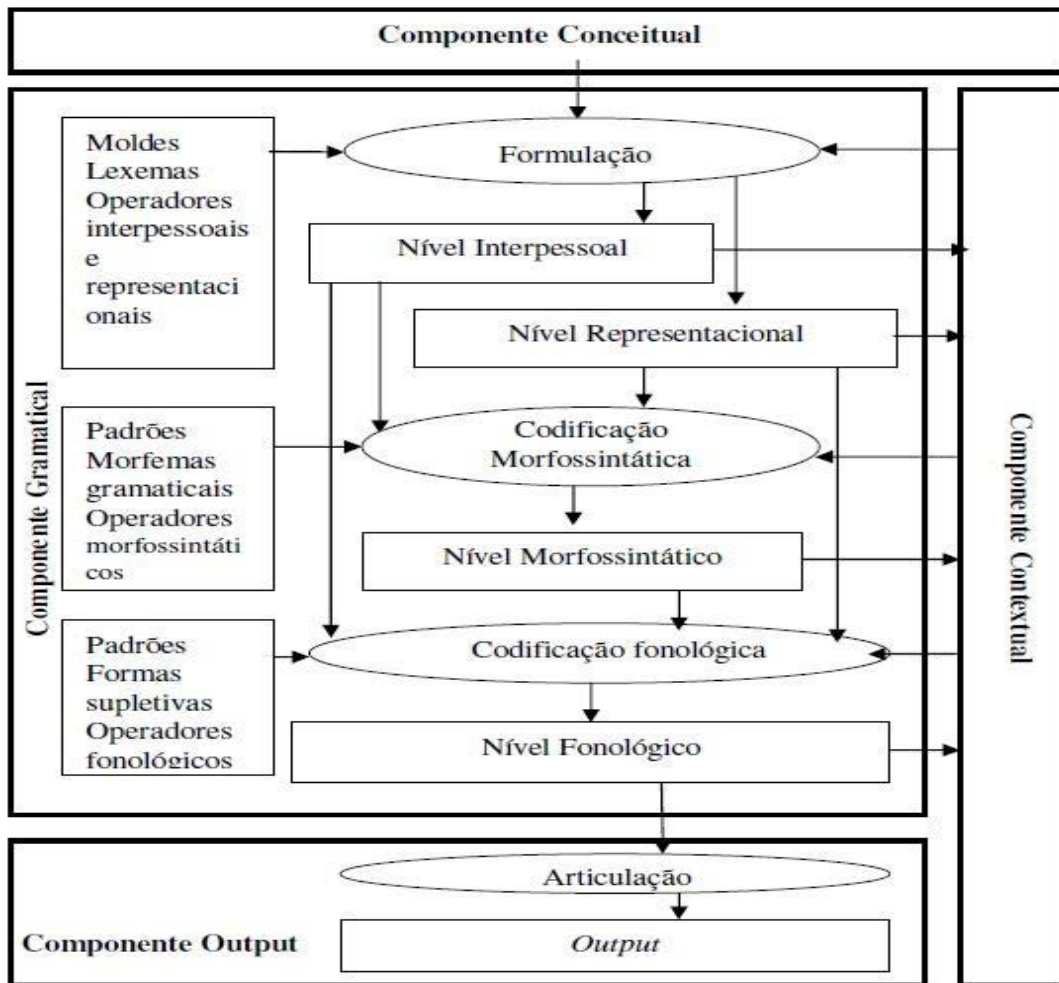 Componente Conceitual
Moldes
Lexemas
Operadores
interpessoais
e
representaci
onais
Formulação
Nível Interpessoal
Nível Representacional
Componente Gramatical
Padrões
Morfemas
gramaticais
Operadores
morfossintáti
cos
Codificação
Morfossintática
Nível Morfossintático
Padrões
Formas
supletivas
Operadores
fonológicos
Codificação fonológica
Nível Fonológico
Componente Contextual
Articulação
Componente Output
Output